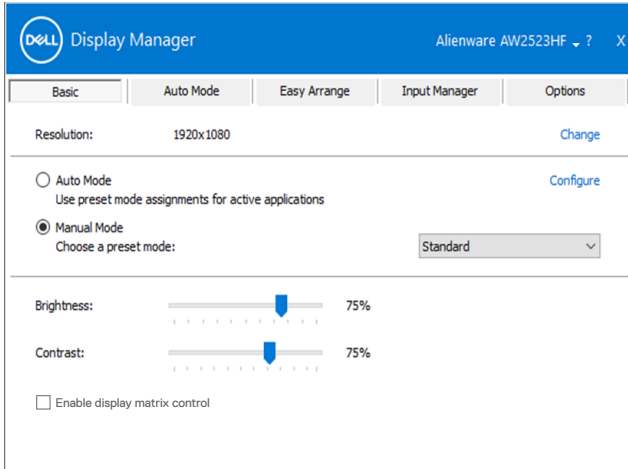 DELL Display Manager Alienware AW2523HF ? X
Basic Auto Mode Easy Arrange Input Manager Options
Resolution: 1920x1080 Change
Auto Mode Configure
Use preset mode assignments for active applications
Manual Mode
Choose a preset mode: Standard
Brightness: 75%
Contrast: 75%
Enable display matrix control